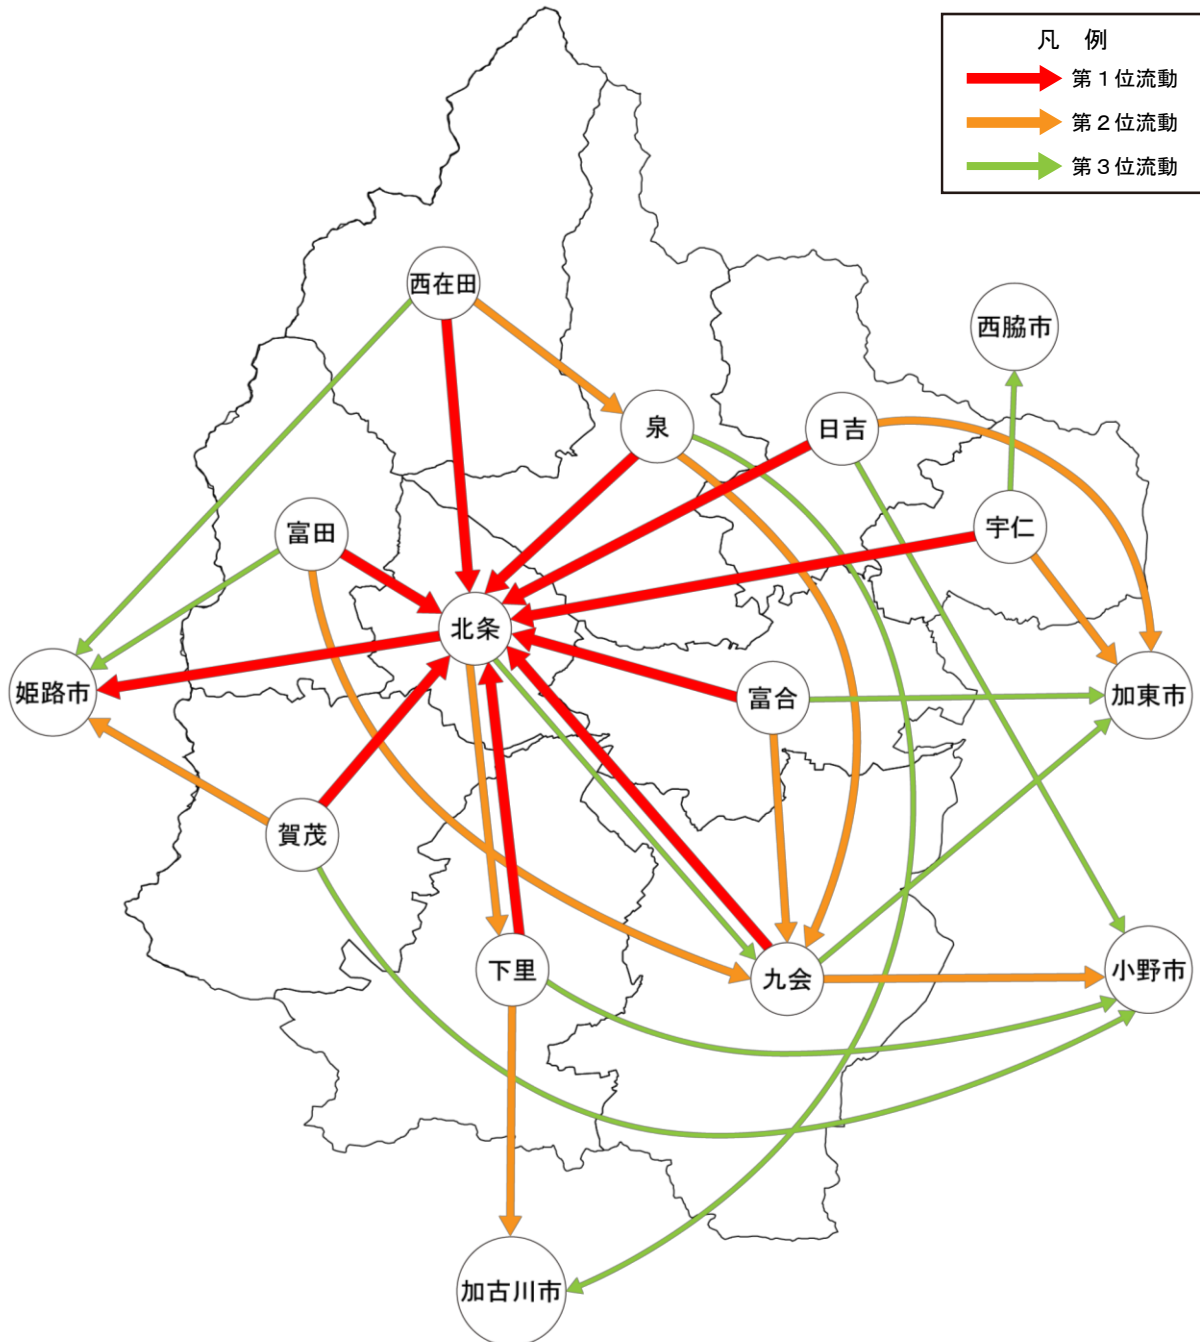 凡 例
第1位流動
第2位流動
第3位流動
西在田
西脇市
泉
日吉
宇仁
富田
北条
姫路市
富合
加東市
賀茂
下里
九会
小野市
加古川市